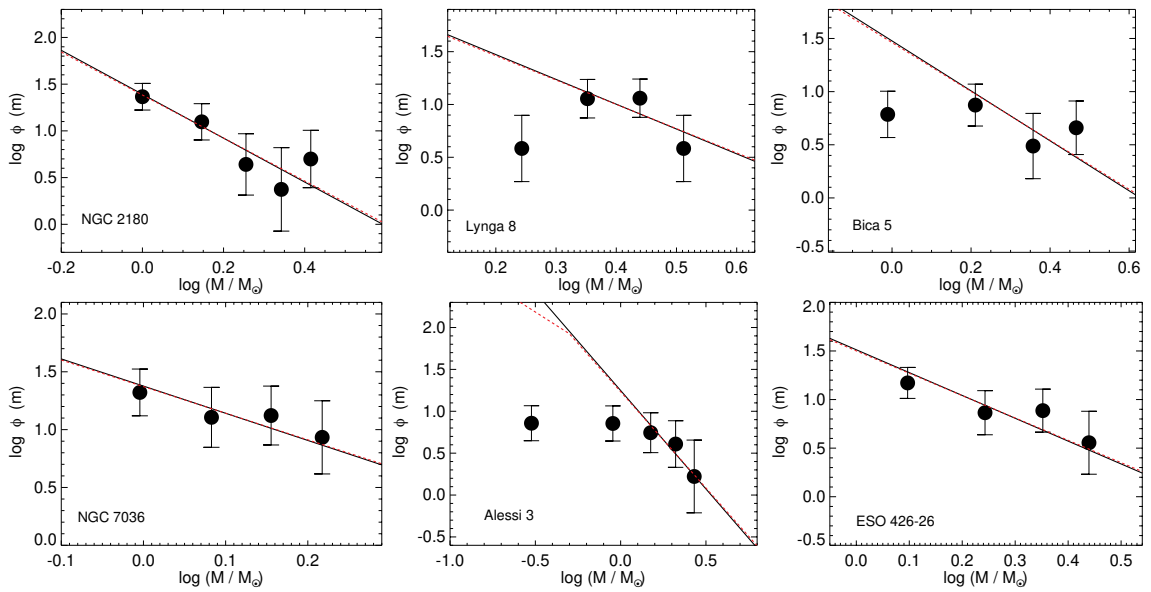 2.0
1.5
1.0
0.5
0.0
log ϕ (m)
NGC 2180
-0.2 0.0 0.2 0.4
log (M / M☉)
1.5
1.0
0.5
0.0
log ϕ (m)
Lynga 8
0.2 0.3 0.4 0.5 0.6
log (M / M☉)
1.5
1.0
0.5
0.0
-0.5
log ϕ (m)
Bica 5
0.0 0.2 0.4 0.6
log (M / M☉)
2.0
1.5
1.0
0.5
0.0
log ϕ (m)
NGC 7036
-0.1 0.0 0.1 0.2
log (M / M☉)
2.0
1.5
1.0
0.5
0.0
-0.5
log ϕ (m)
Alessi 3
-1.0 -0.5 0.0 0.5
log (M / M☉)
2.0
1.5
1.0
0.5
0.0
-0.5
log ϕ (m)
ESO 426-26
0.0 0.1 0.2 0.3 0.4 0.5
log (M / M☉)